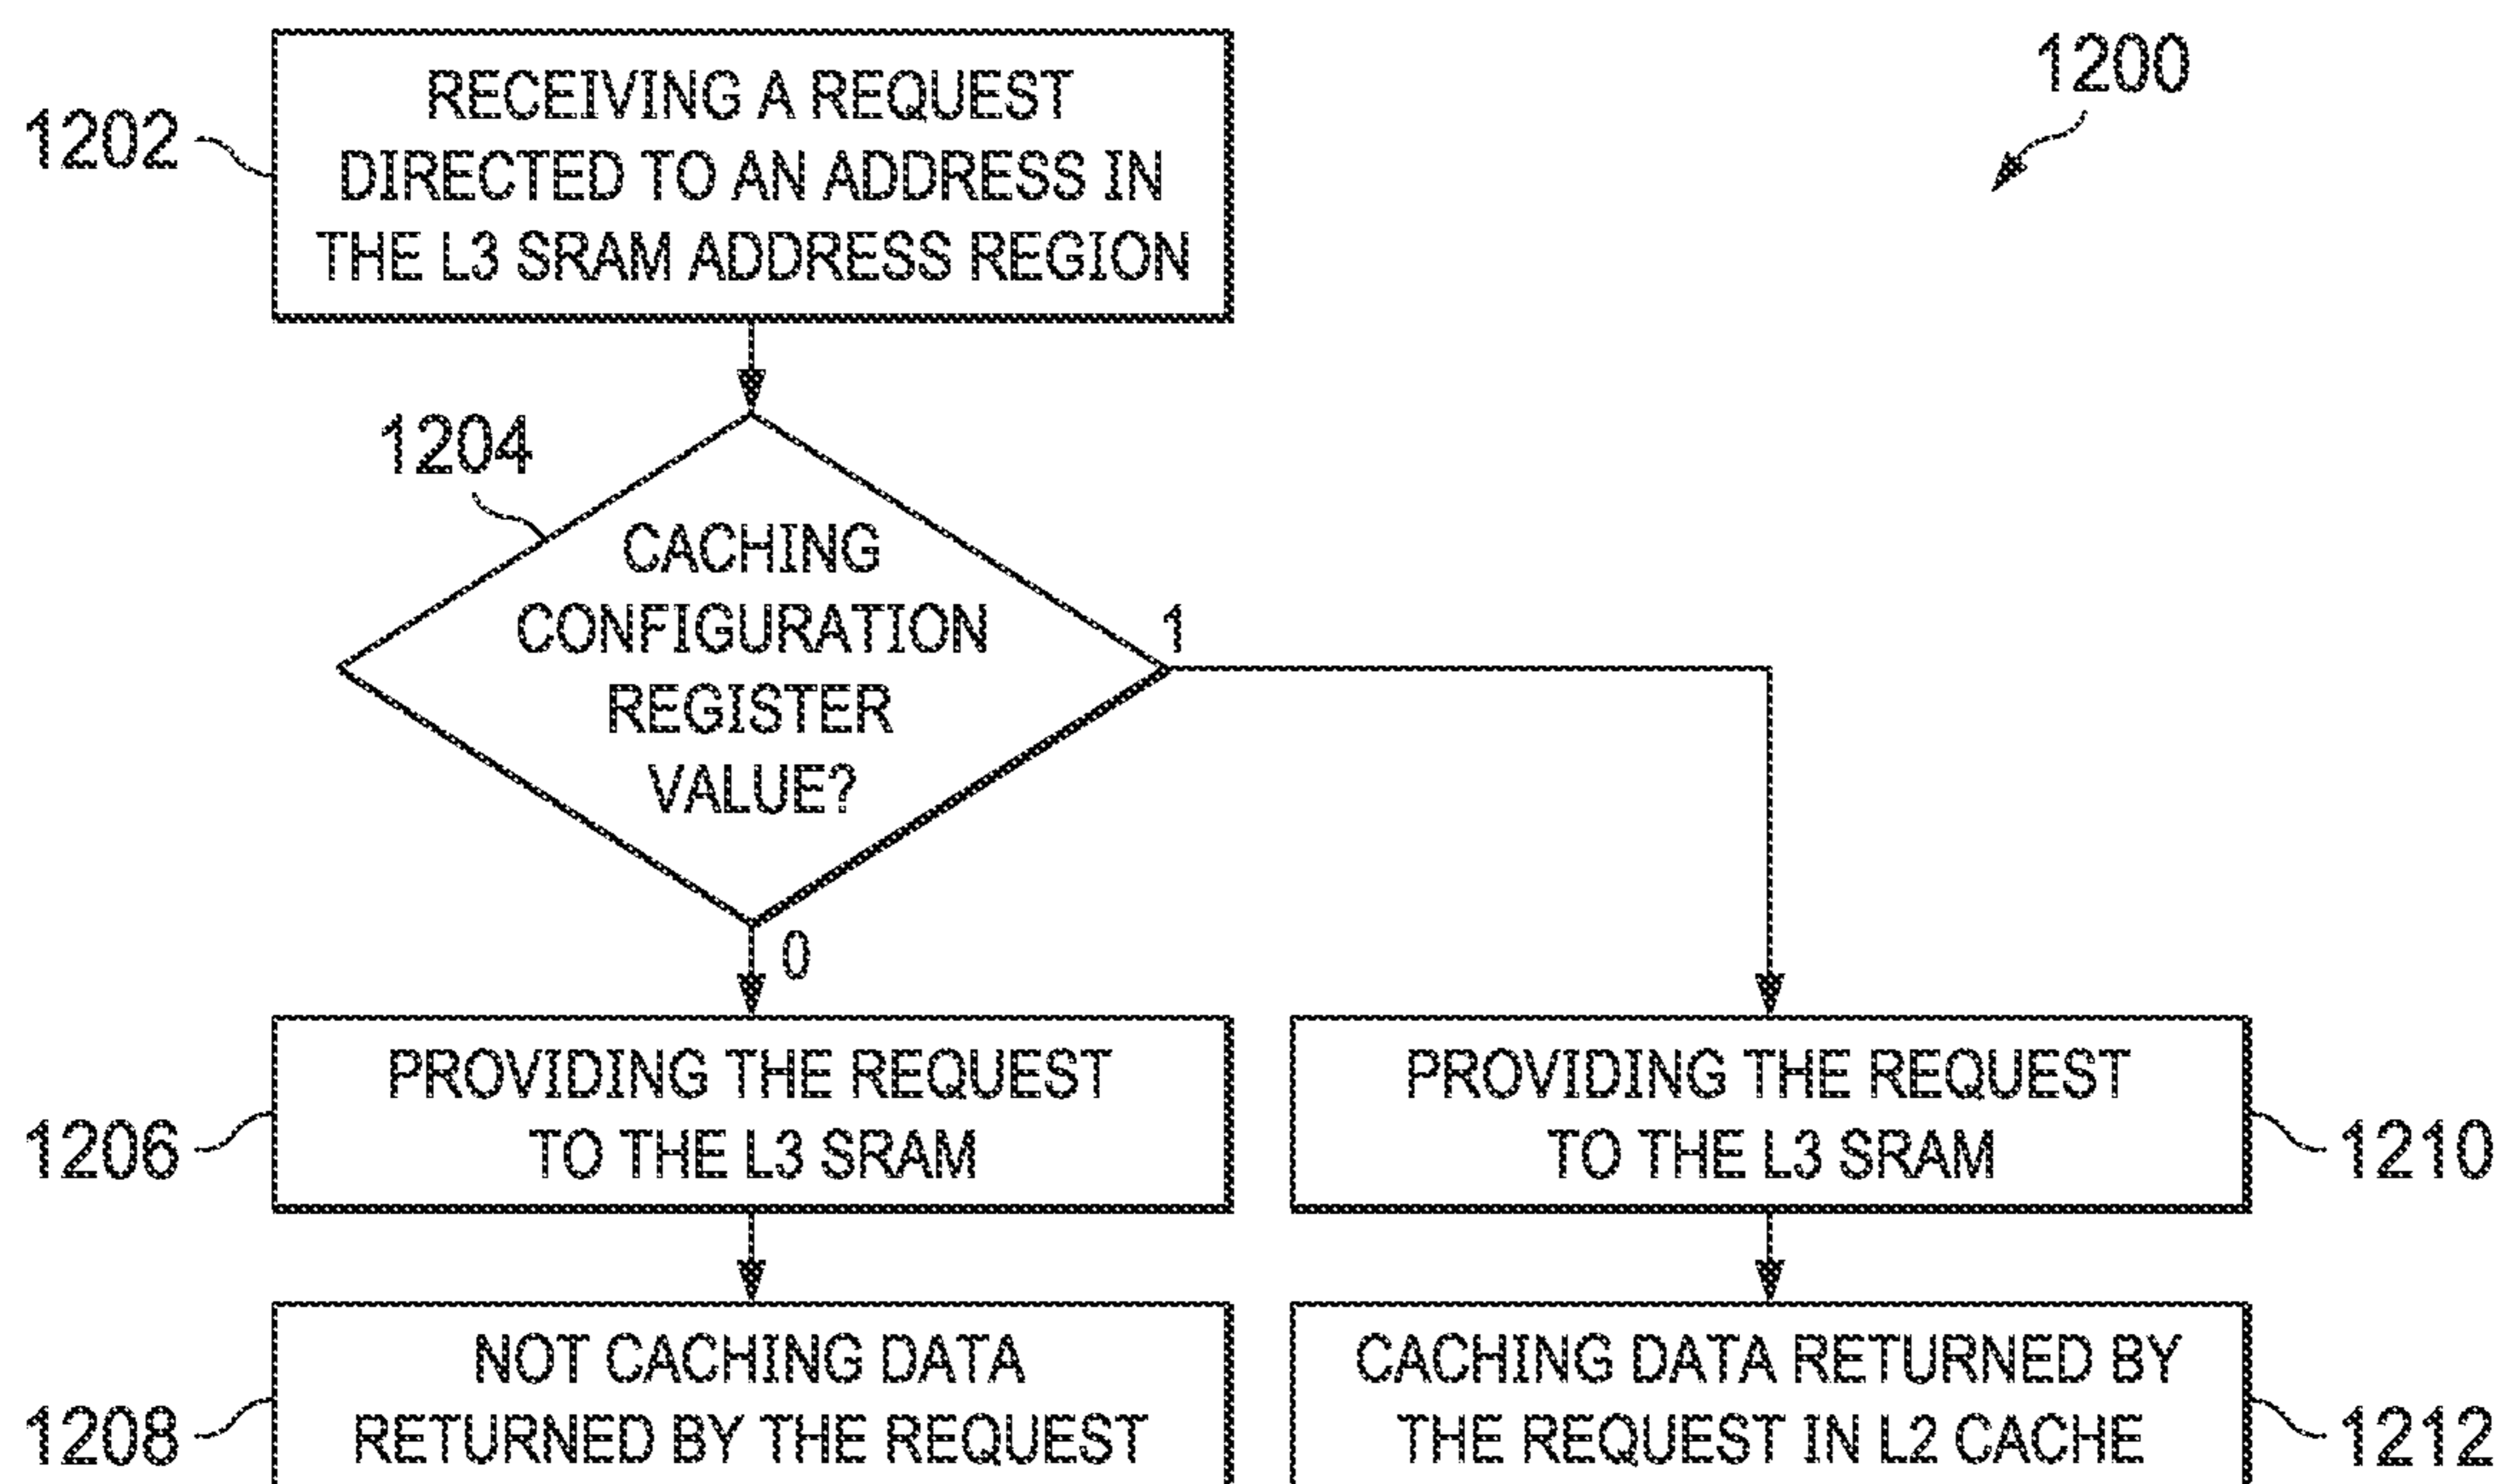 1200
1202
RECEIVING A REQUEST
DIRECTED TO AN ADDRESS IN
THE L3 SRAM ADDRESS REGION
1204
CACHING
CONFIGURATION
REGISTER
VALUE?
1
0
1206
PROVIDING THE REQUEST
TO THE L3 SRAM
PROVIDING THE REQUEST
TO THE L3 SRAM
1210
1208
NOT CACHING DATA
RETURNED BY THE REQUEST
CACHING DATA RETURNED BY
THE REQUEST IN L2 CACHE
1212